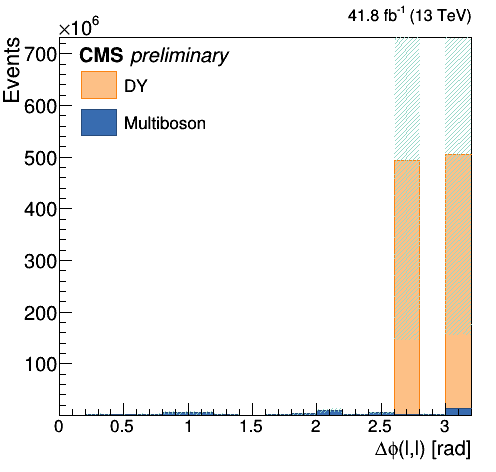 41.8 fb⁻¹ (13 TeV)
×10⁶
CMS preliminary
DY
Multiboson
Events
700
600
500
400
300
200
100
0 0.5 1 1.5 2 2.5 3
Δϕ(l,l) [rad]